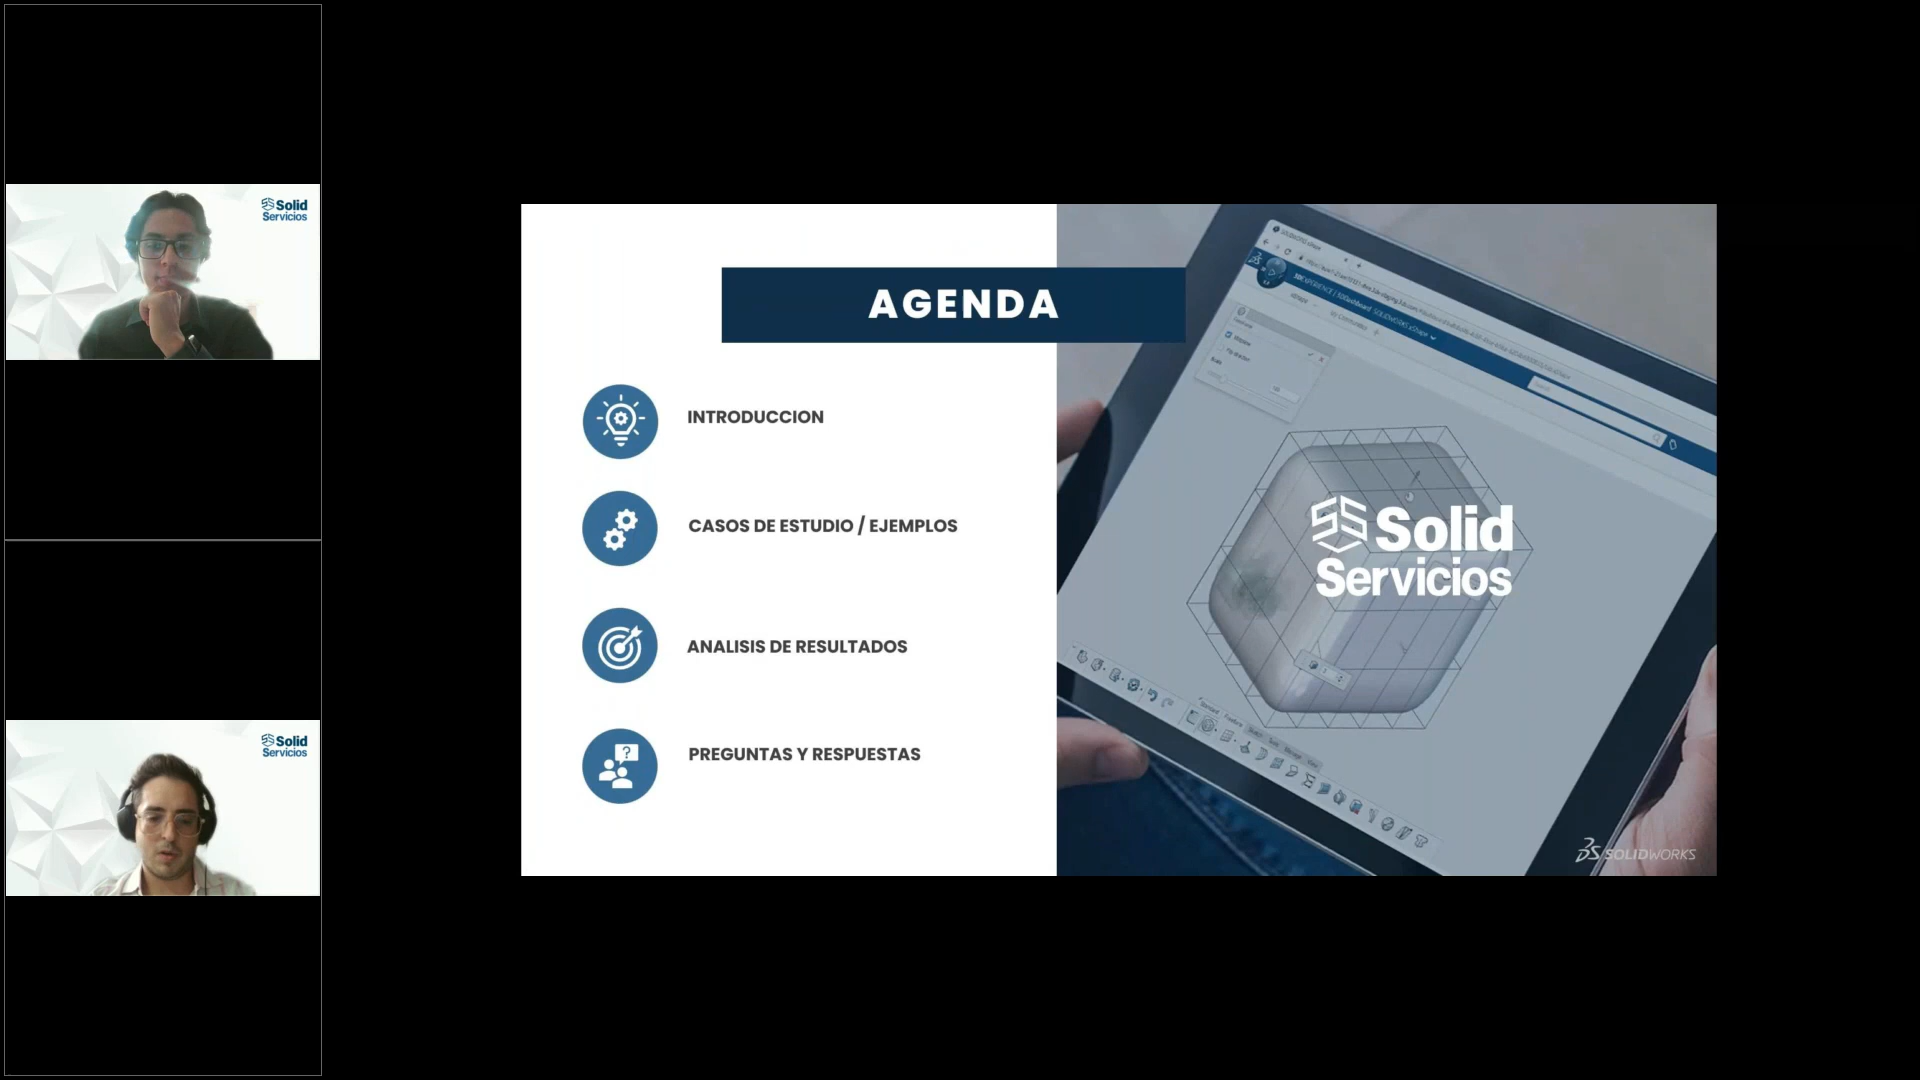 Solid
Servicios
Solid
Servicios
AGENDA
INTRODUCCION
CASOS DE ESTUDIO / EJEMPLOS
ANALISIS DE RESULTADOS
PREGUNTAS Y RESPUESTAS
Solid
Servicios
SOLIDWORKS